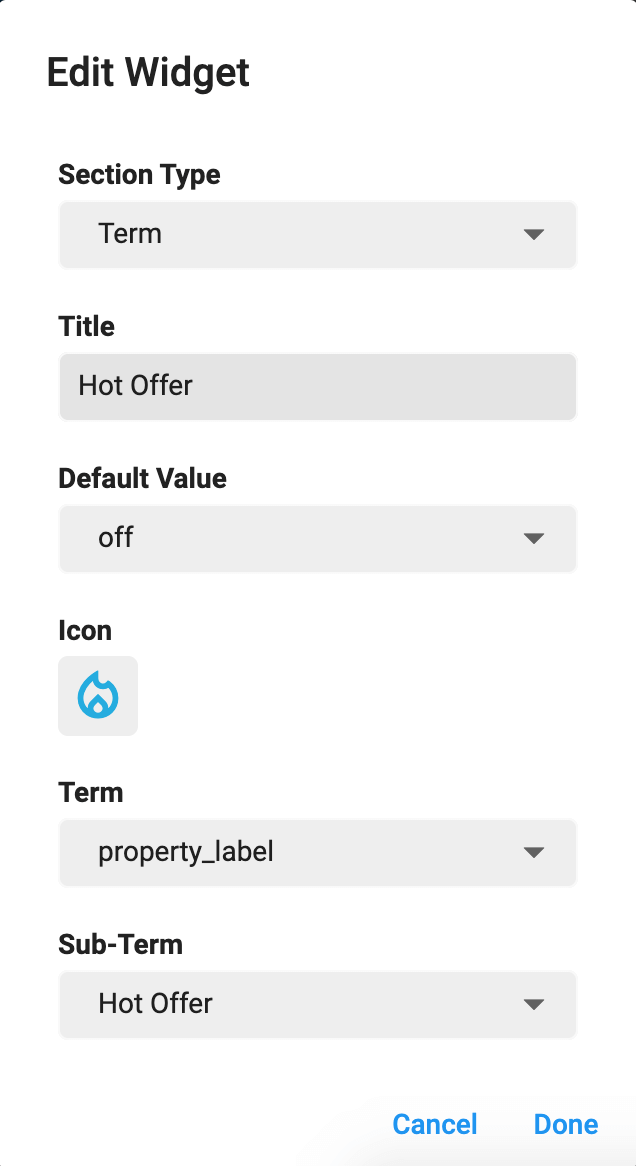 Edit Widget
Section Type
Term
Title
Hot Offer
Default Value
off
Icon
Term
property_label
Sub-Term
Hot Offer
Cancel Done